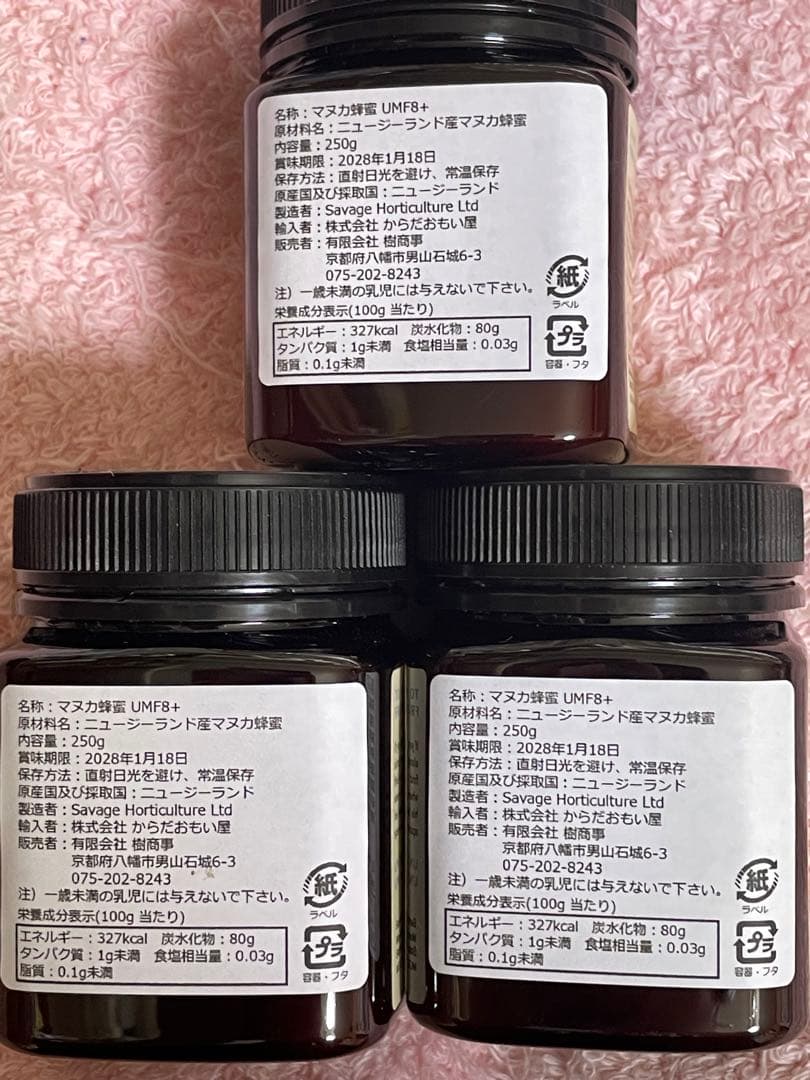 名称：マヌカ蜂蜜 UMF8+
原材料名：ニュージーランド産マヌカ蜂蜜
内容量：250g
賞味期限：2028年1月18日
保存方法：直射日光を避け、常温保存
原産国及び採取国：ニュージーランド
製造者：Savage Horticulture Ltd
輸入者：株式会社 からだおもい屋
販売者：有限会社 樹商事
京都府八幡市男山石城6-3
075-202-8243
注）一歳未満の乳児には与えないで下さい。
栄養成分表示(100g 当たり)
エネルギー：327kcal 炭水化物：80g
タンパク質：1g未満 食塩相当量：0.03g
脂質：0.1g未満
紙
ラベル
プラ
容器・フタ
名称：マヌカ蜂蜜 UMF8+
原材料名：ニュージーランド産マヌカ蜂蜜
内容量：250g
賞味期限：2028年1月18日
保存方法：直射日光を避け、常温保存
原産国及び採取国：ニュージーランド
製造者：Savage Horticulture Ltd
輸入者：株式会社 からだおもい屋
販売者：有限会社 樹商事
京都府八幡市男山石城6-3
075-202-8243
注）一歳未満の乳児には与えないで下さい。
栄養成分表示(100g 当たり)
エネルギー：327kcal 炭水化物：80g
タンパク質：1g未満 食塩相当量：0.03g
脂質：0.1g未満
紙
ラベル
プラ
容器・フタ
名称：マヌカ蜂蜜 UMF8+
原材料名：ニュージーランド産マヌカ蜂蜜
内容量：250g
賞味期限：2028年1月18日
保存方法：直射日光を避け、常温保存
原産国及び採取国：ニュージーランド
製造者：Savage Horticulture Ltd
輸入者：株式会社 からだおもい屋
販売者：有限会社 樹商事
京都府八幡市男山石城6-3
075-202-8243
注）一歳未満の乳児には与えないで下さい。
栄養成分表示(100g 当たり)
エネルギー：327kcal 炭水化物：80g
タンパク質：1g未満 食塩相当量：0.03g
脂質：0.1g未満
紙
ラベル
プラ
容器・フタ